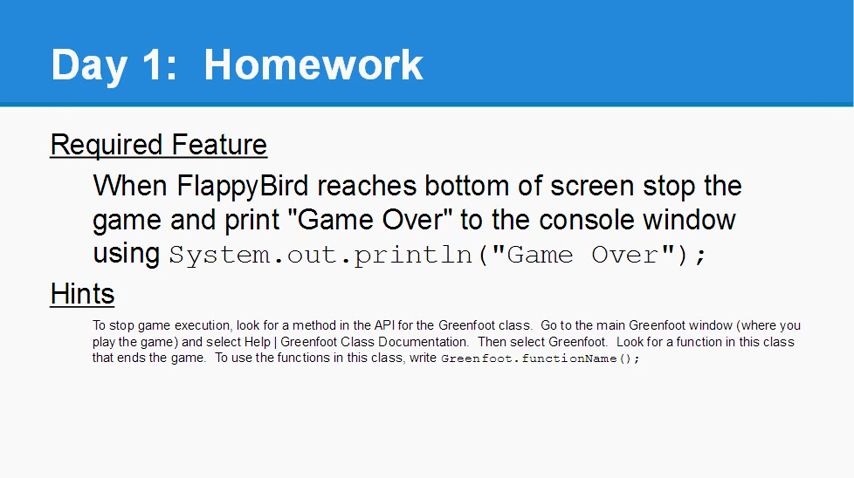 Day 1:  Homework
Required Feature
When FlappyBird reaches bottom of screen stop the
game and print "Game Over" to the console window
using System.out.println("Game Over");
Hints
To stop game execution, look for a method in the API for the Greenfoot class.  Go to the main Greenfoot window (where you
play the game) and select Help | Greenfoot Class Documentation.  Then select Greenfoot.  Look for a function in this class
that ends the game.  To use the functions in this class, write Greenfoot.functionName();